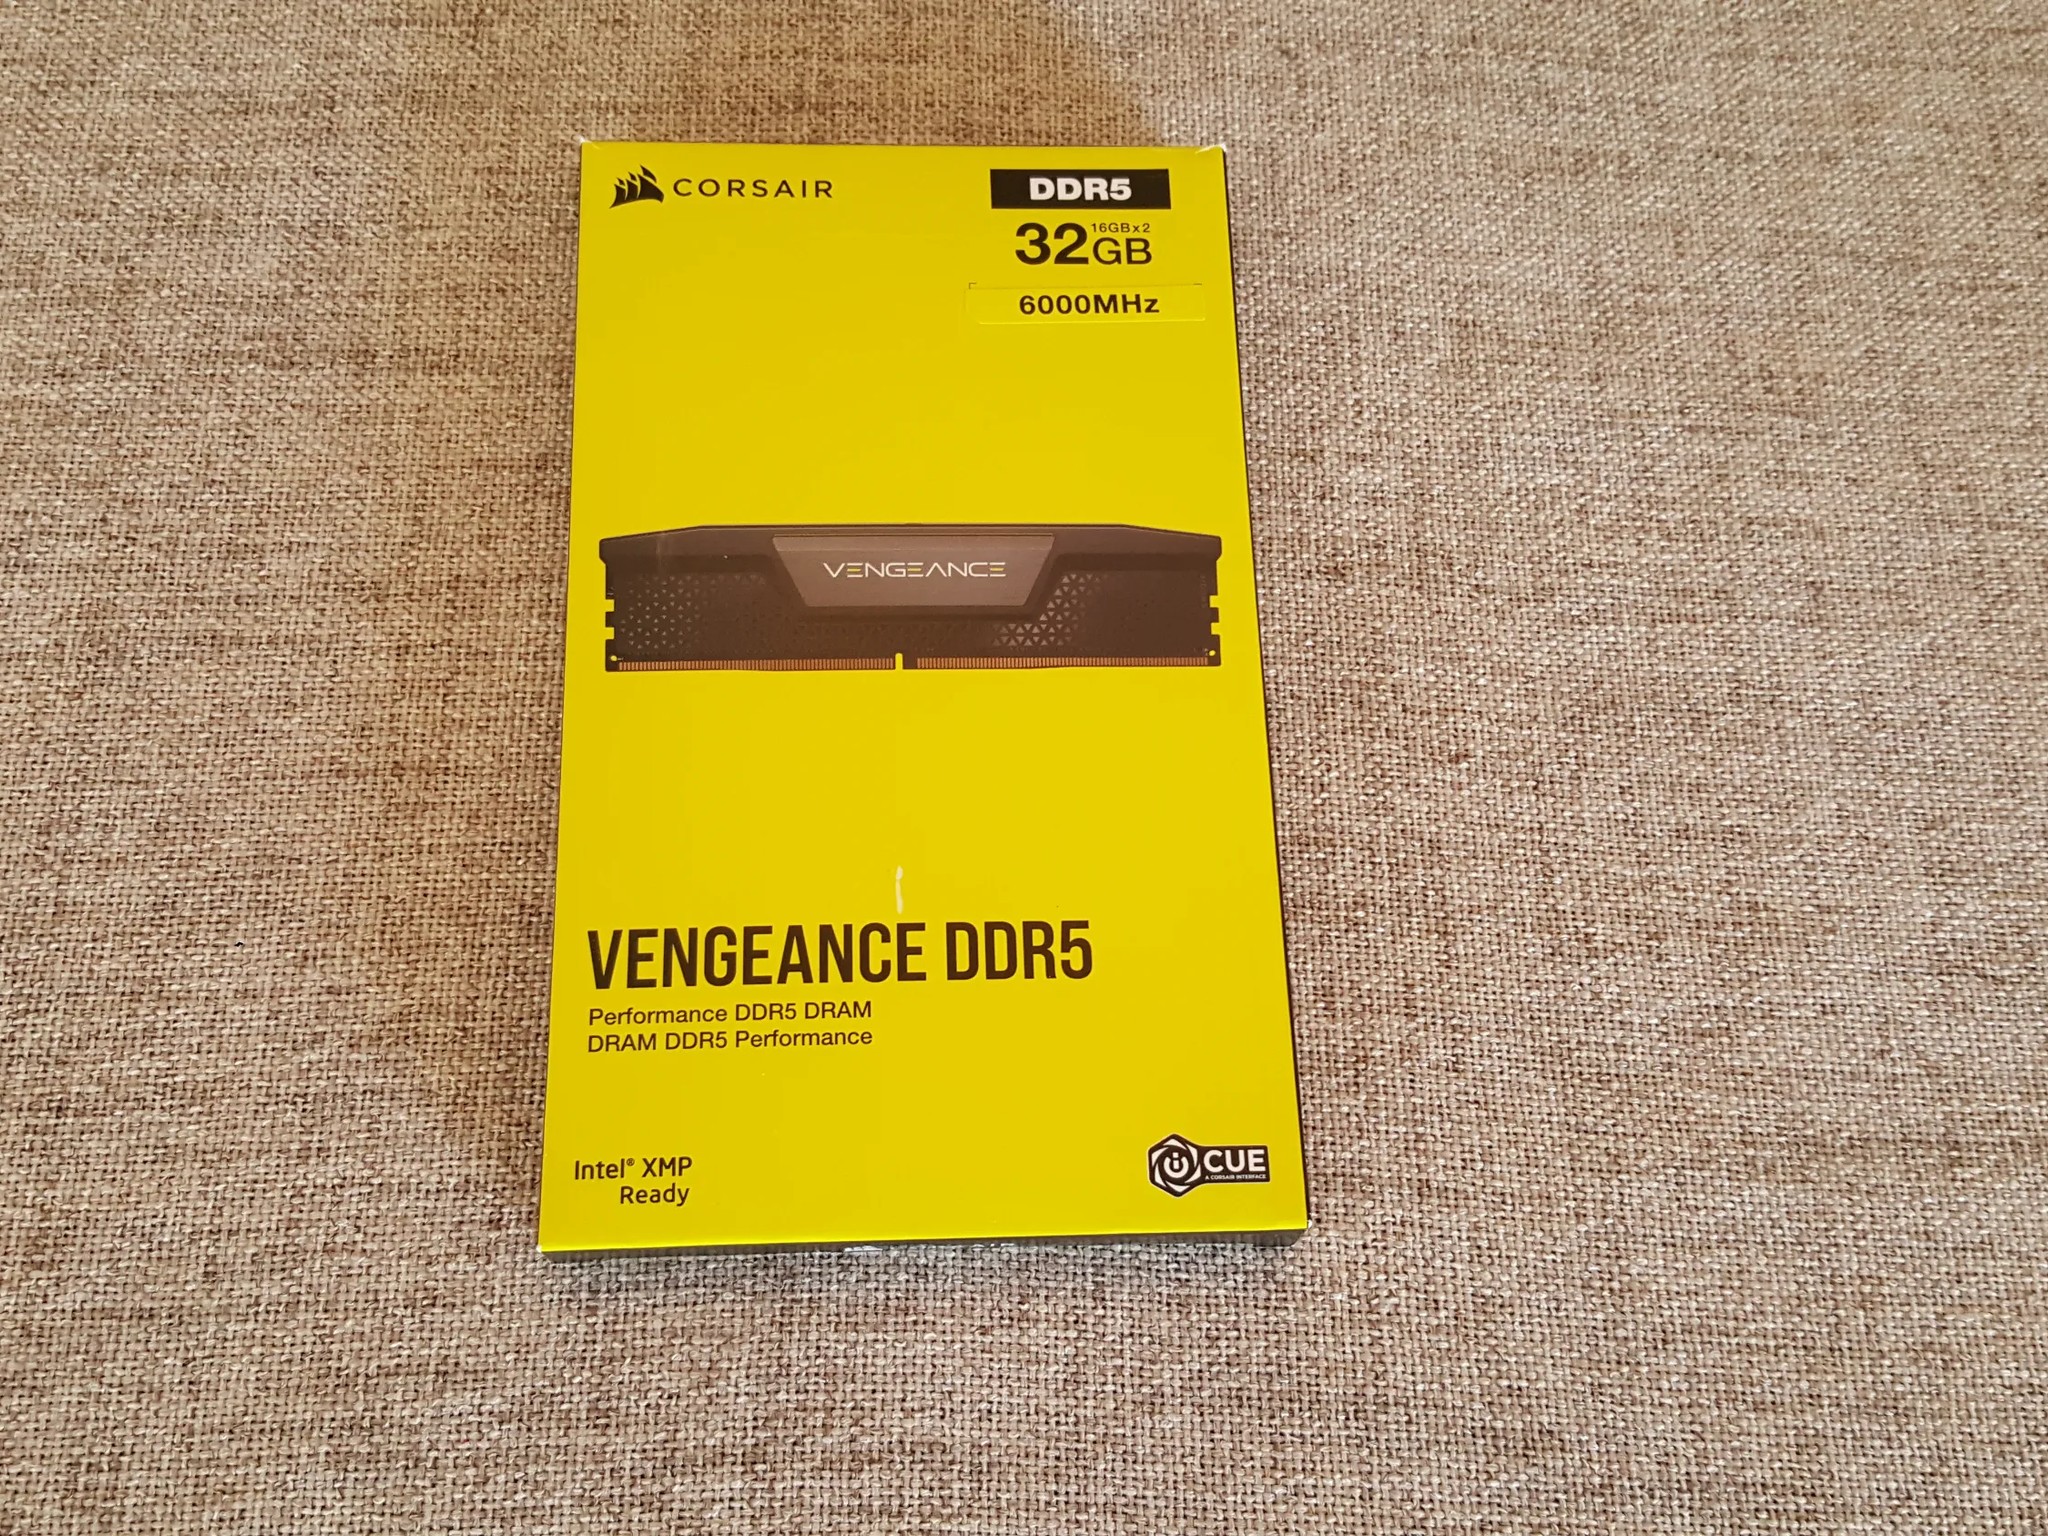 CORSAIR
DDR5
16GBx2
32GB
6000MHz
VENGEANCE
VENGEANCE DDR5
Performance DDR5 DRAM
DRAM DDR5 Performance
Intel® XMP
Ready
iCUE
A CORSAIR INTERFACE